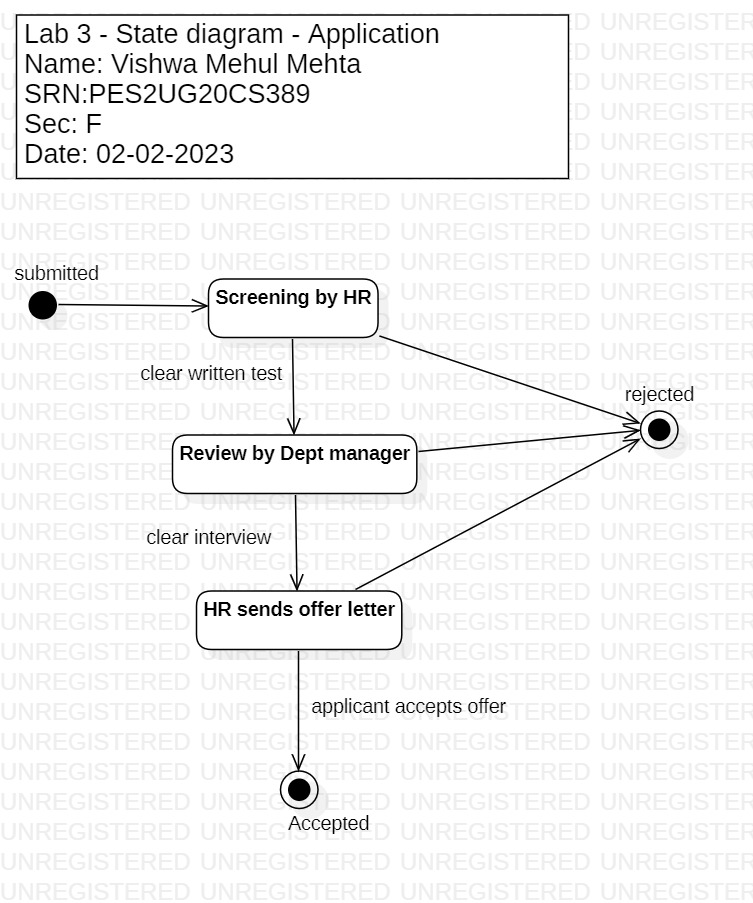 Lab 3 - State diagram - Application
Name: Vishwa Mehul Mehta
SRN:PES2UG20CS389
Sec: F
Date: 02-02-2023
UNREGISTERED UNREGISTERED UNREGISTERED UNREGISTERED
submitted
Screening by HR
clear written test
rejected
Review by Dept manager
clear interview
HR sends offer letter
applicant accepts offer
Accepted